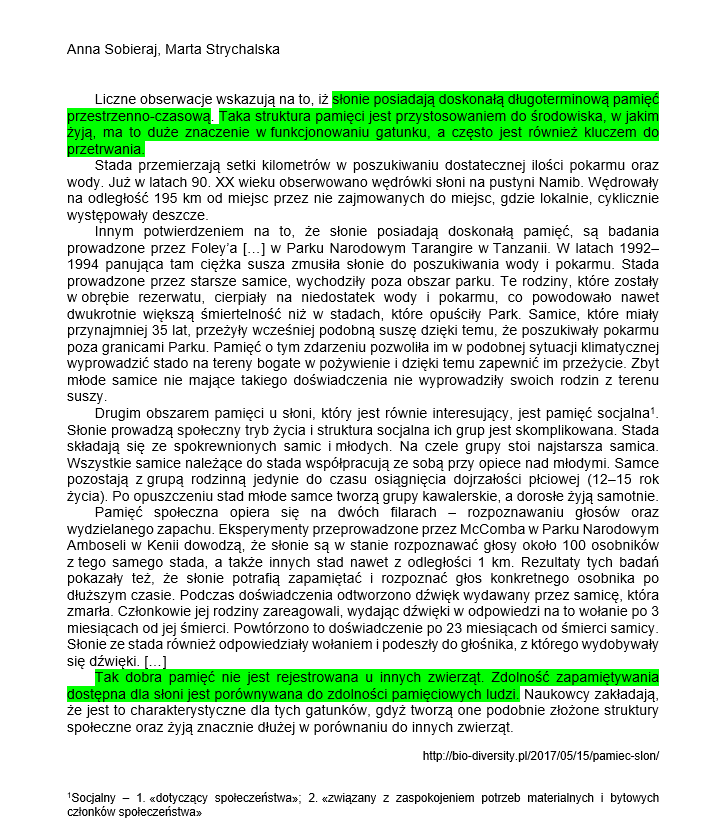 Anna Sobieraj, Marta Strychalska
Liczne obserwacje wskazują na to, iż słonie posiadają doskonałą długoterminową pamięć
przestrzenno-czasową. Taka struktura pamięci jest przystosowaniem do środowiska, w jakim
żyją, ma to duże znaczenie w funkcjonowaniu gatunku, a często jest również kluczem do
przetrwania.
Stada przemierzają setki kilometrów w poszukiwaniu dostatecznej ilości pokarmu oraz
wody. Już w latach 90. XX wieku obserwowano wędrówki słoni na pustyni Namib. Wędrowały
na odległość 195 km od miejsc przez nie zajmowanych do miejsc, gdzie lokalnie, cyklicznie
występowały deszcze.
Innym potwierdzeniem na to, że słonie posiadają doskonałą pamięć, są badania
prowadzone przez Foley’a […] w Parku Narodowym Tarangire w Tanzanii. W latach 1992–
1994 panująca tam ciężka susza zmusiła słonie do poszukiwania wody i pokarmu. Stada
prowadzone przez starsze samice, wychodziły poza obszar parku. Te rodziny, które zostały
w obrębie rezerwatu, cierpiały na niedostatek wody i pokarmu, co powodowało nawet
dwukrotnie większą śmiertelność niż w stadach, które opuściły Park. Samice, które miały
przynajmniej 35 lat, przeżyły wcześniej podobną suszę dzięki temu, że poszukiwały pokarmu
poza granicami Parku. Pamięć o tym zdarzeniu pozwoliła im w podobnej sytuacji klimatycznej
wyprowadzić stado na tereny bogate w pożywienie i dzięki temu zapewnić im przeżycie. Zbyt
młode samice nie mające takiego doświadczenia nie wyprowadziły swoich rodzin z terenu
suszy.
Drugim obszarem pamięci u słoni, który jest równie interesujący, jest pamięć socjalna¹.
Słonie prowadzą społeczny tryb życia i struktura socjalna ich grup jest skomplikowana. Stada
składają się ze spokrewnionych samic i młodych. Na czele grupy stoi najstarsza samica.
Wszystkie samice należące do stada współpracują ze sobą przy opiece nad młodymi. Samce
pozostają z grupą rodzinną jedynie do czasu osiągnięcia dojrzałości płciowej (12–15 rok
życia). Po opuszczeniu stad młode samce tworzą grupy kawalerskie, a dorosłe żyją samotnie.
Pamięć społeczna opiera się na dwóch filarach – rozpoznawaniu głosów oraz
wydzielanego zapachu. Eksperymenty przeprowadzone przez McComba w Parku Narodowym
Amboseli w Kenii dowodzą, że słonie są w stanie rozpoznawać głosy około 100 osobników
z tego samego stada, a także innych stad nawet z odległości 1 km. Rezultaty tych badań
pokazały też, że słonie potrafią zapamiętać i rozpoznać głos konkretnego osobnika po
dłuższym czasie. Podczas doświadczenia odtworzono dźwięk wydawany przez samicę, która
zmarła. Członkowie jej rodziny zareagowali, wydając dźwięki w odpowiedzi na to wołanie po 3
miesiącach od jej śmierci. Powtórzono to doświadczenie po 23 miesiącach od śmierci samicy.
Słonie ze stada również odpowiedziały wołaniem i podeszły do głośnika, z którego wydobywały
się dźwięki. […]
Tak dobra pamięć nie jest rejestrowana u innych zwierząt. Zdolność zapamiętywania
dostępna dla słoni jest porównywana do zdolności pamięciowych ludzi. Naukowcy zakładają,
że jest to charakterystyczne dla tych gatunków, gdyż tworzą one podobnie złożone struktury
społeczne oraz żyją znacznie dłużej w porównaniu do innych zwierząt.
http://bio-diversity.pl/2017/05/15/pamiec-slon/
¹Socjalny – 1. «dotyczący społeczeństwa»; 2. «związany z zaspokojeniem potrzeb materialnych i bytowych
członków społeczeństwa»